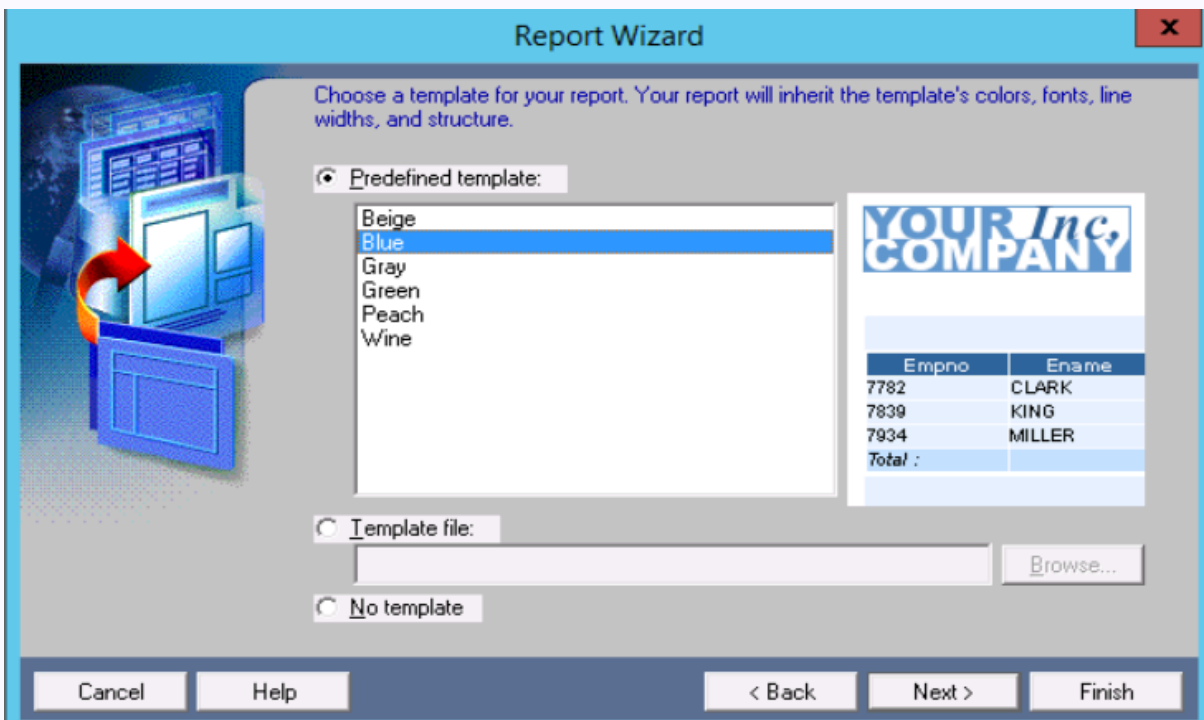 Report Wizard
x
Choose a template for your report. Your report will inherit the template's colors, fonts, line
widths, and structure.
Predefined template:
Beige
Blue
Gray
Green
Peach
Wine
YOUR Inc,
COMPANY
Empno Ename
7782 CLARK
7839 KING
7934 MILLER
Total :
Template file:
Browse...
No template
Cancel Help < Back Next > Finish